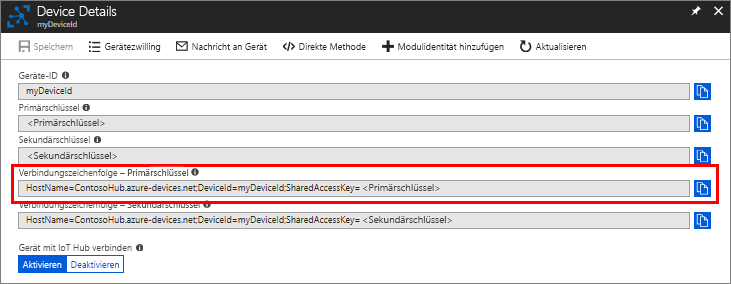 Device Details
myDeviceId
Speichern
Gerätezwilling
Nachricht an Gerät
Direkte Methode
Modulidentität hinzufügen
Aktualisieren
Geräte-ID
myDeviceId
Primärschlüssel
<Primärschlüssel>
Sekundärschlüssel
<Sekundärschlüssel>
Verbindungszeichenfolge – Primärschlüssel
HostName=ContosoHub.azure-devices.net;DeviceId=myDeviceId;SharedAccessKey= <Primärschlüssel>
Verbindungszeichenfolge – Sekundärschlüssel
HostName=ContosoHub.azure-devices.net;DeviceId=myDeviceId;SharedAccessKey= <Sekundärschlüssel>
Gerät mit IoT Hub verbinden
Aktivieren
Deaktivieren